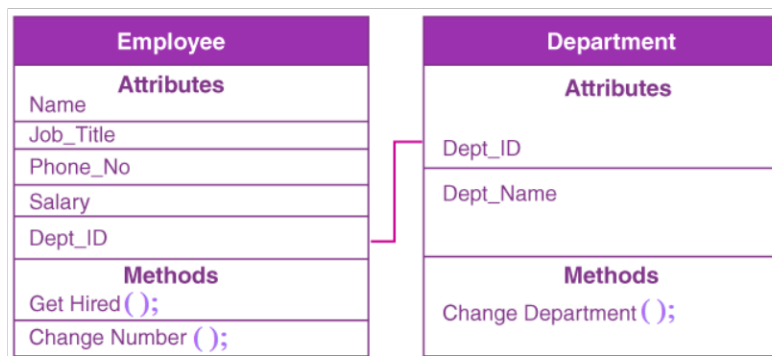 Employee
Attributes
Name
Job_Title
Phone_No
Salary
Dept_ID
Methods
Get Hired ( );
Change Number ( );
Department
Attributes
Dept_ID
Dept_Name
Methods
Change Department ( );